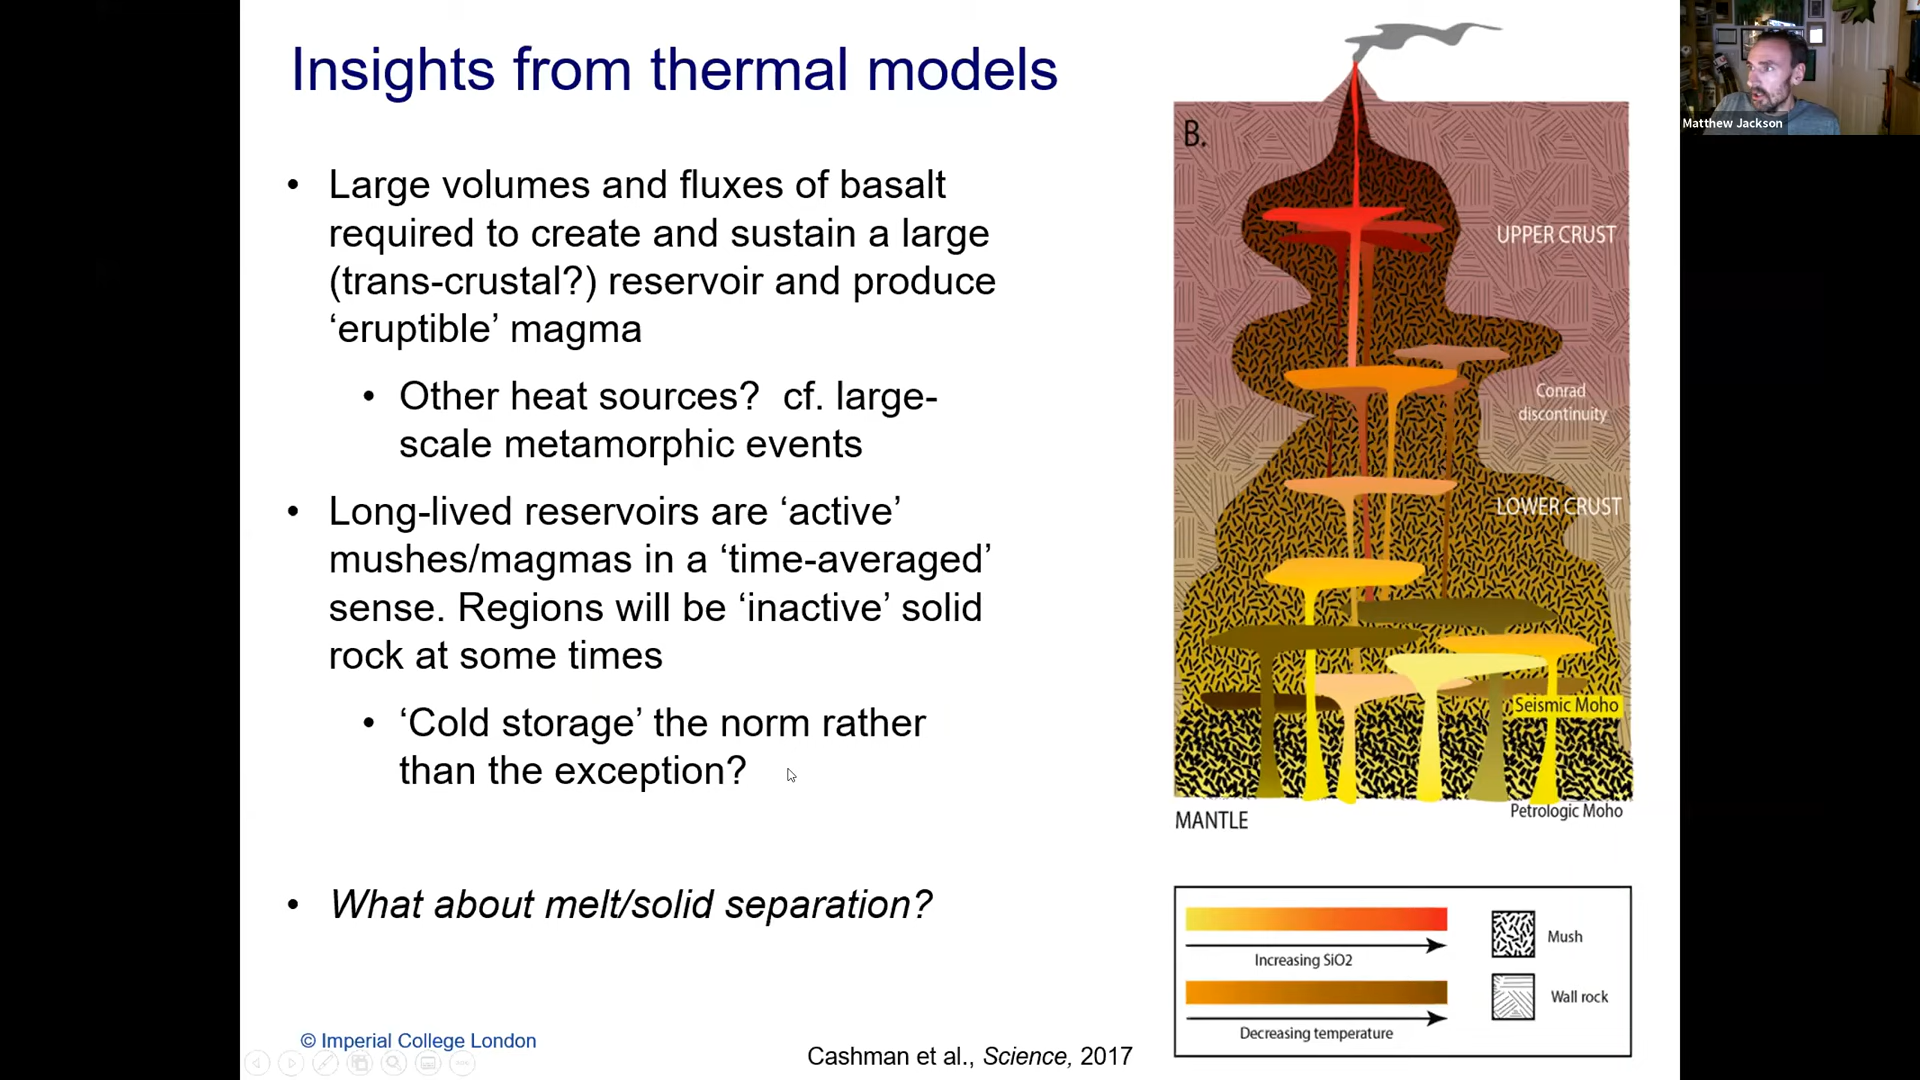 Insights from thermal models
• Large volumes and fluxes of basalt
required to create and sustain a large
(trans-crustal?) reservoir and produce
‘eruptible’ magma
• Other heat sources? cf. large-
scale metamorphic events
• Long-lived reservoirs are ‘active’
mushes/magmas in a ‘time-averaged’
sense. Regions will be ‘inactive’ solid
rock at some times
• ‘Cold storage’ the norm rather
than the exception?
• What about melt/solid separation?
© Imperial College London
Cashman et al., Science, 2017
B.
UPPER CRUST
Conrad
discontinuity
LOWER CRUST
Seismic Moho
Petrologic Moho
MANTLE
Increasing SiO2
Decreasing temperature
Mush
Wall rock
Matthew Jackson